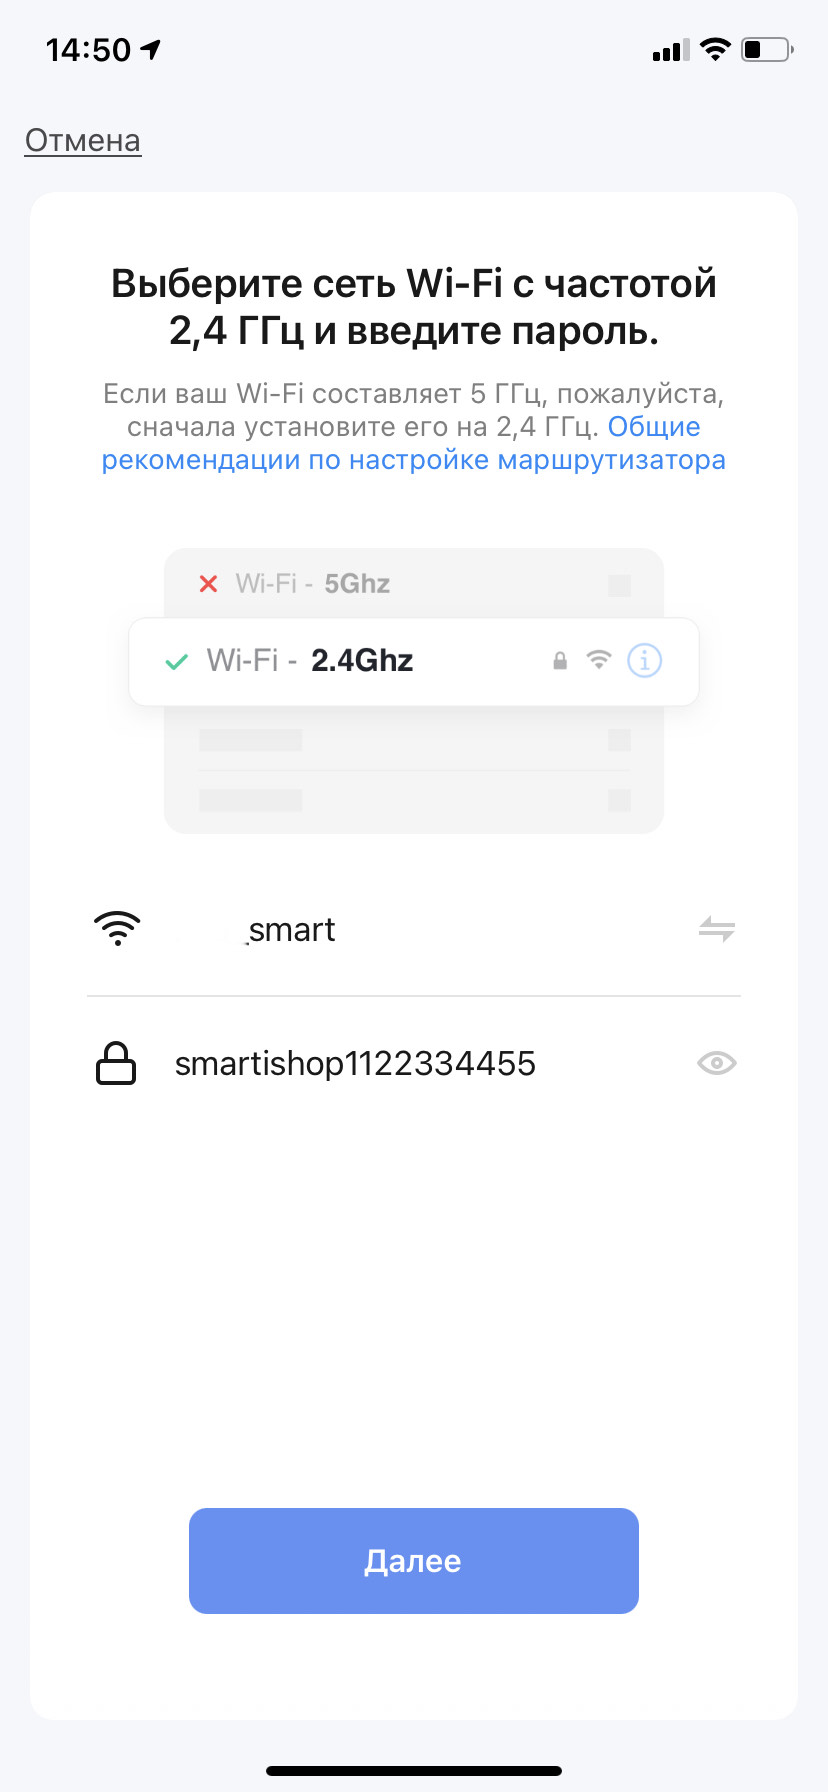 14:50
Отмена
Выберите сеть Wi-Fi с частотой
2,4 ГГц и введите пароль.
Если ваш Wi-Fi составляет 5 ГГц, пожалуйста,
сначала установите его на 2,4 ГГц. Общие
рекомендации по настройке маршрутизатора
Wi-Fi - 5Ghz
Wi-Fi - 2.4Ghz
_smart
smartishop1122334455
Далее